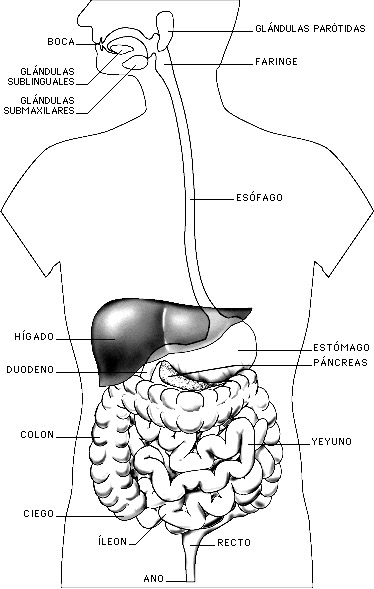 GLÁNDULAS PARÓTIDAS
BOCA
FARINGE
GLÁNDULAS
SUBLINGUALES
GLÁNDULAS
SUBMAXILARES
ESÓFAGO
HÍGADO
ESTÓMAGO
PÁNCREAS
DUODENO
COLON
YEYUNO
CIEGO
ÍLEON
RECTO
ANO